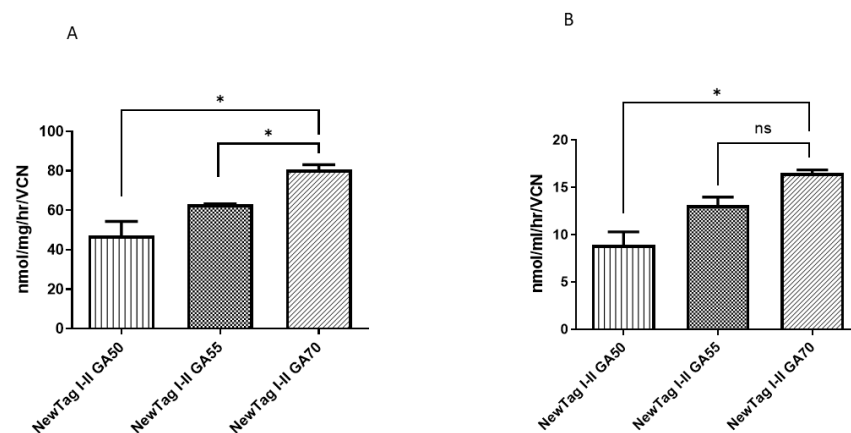 A
*
*
100
80
60
40
20
0
nmol/mg/hr/VCN
NewTag I-II GA50
NewTag I-II GA55
NewTag I-II GA70
B
*
ns
20
15
10
5
0
nmol/ml/hr/VCN
NewTag I-II GA50
NewTag I-II GA55
NewTag I-II GA70